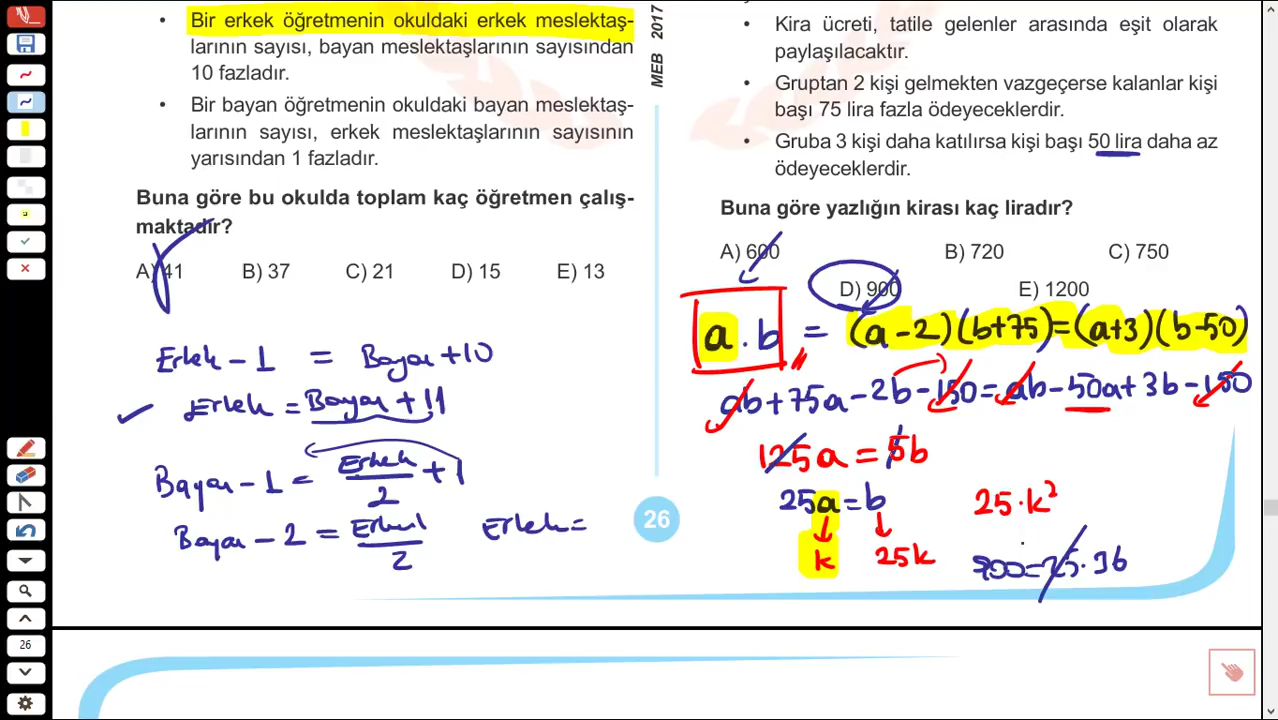 • Bir erkek öğretmenin okuldaki erkek meslektaş-
larının sayısı, bayan meslektaşlarının sayısından
10 fazladır.
• Bir bayan öğretmenin okuldaki bayan meslektaş-
larının sayısı, erkek meslektaşlarının sayısının
yarısından 1 fazladır.
Buna göre bu okulda toplam kaç öğretmen çalış-
maktadır?
A) 41 B) 37 C) 21 D) 15 E) 13
Erkek - 1 = Bayan + 10
Erkek = Bayan + 11
Bayan - 1 = Erkek/2 + 1
Bayan - 2 = Erkek/2 Erkek =
MEB 2017
26
• Kira ücreti, tatile gelenler arasında eşit olarak
paylaşılacaktır.
• Gruptan 2 kişi gelmekten vazgeçerse kalanlar kişi
başı 75 lira fazla ödeyeceklerdir.
• Gruba 3 kişi daha katılırsa kişi başı 50 lira daha az
ödeyeceklerdir.
Buna göre yazlığın kirası kaç liradır?
A) 600 B) 720 C) 750
D) 900 E) 1200
a . b = (a-2)(b+75)=(a+3)(b-50)
ab + 75a - 2b - 150 = ab - 50a + 3b - 150
125a = 5b
25a = b
k 25k
25·k²
900=25·36
26